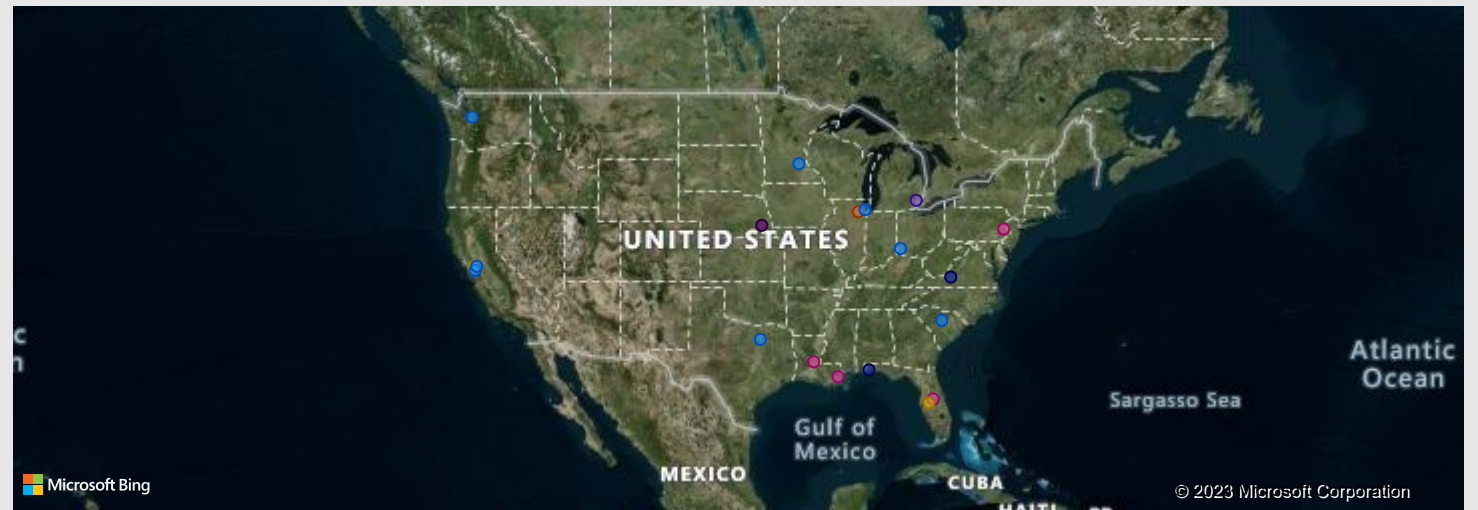 UNITED STATES
c
Atlantic
Ocean
Sargasso Sea
Gulf of
Mexico
MEXICO
CUBA
Microsoft Bing
© 2023 Microsoft Corporation